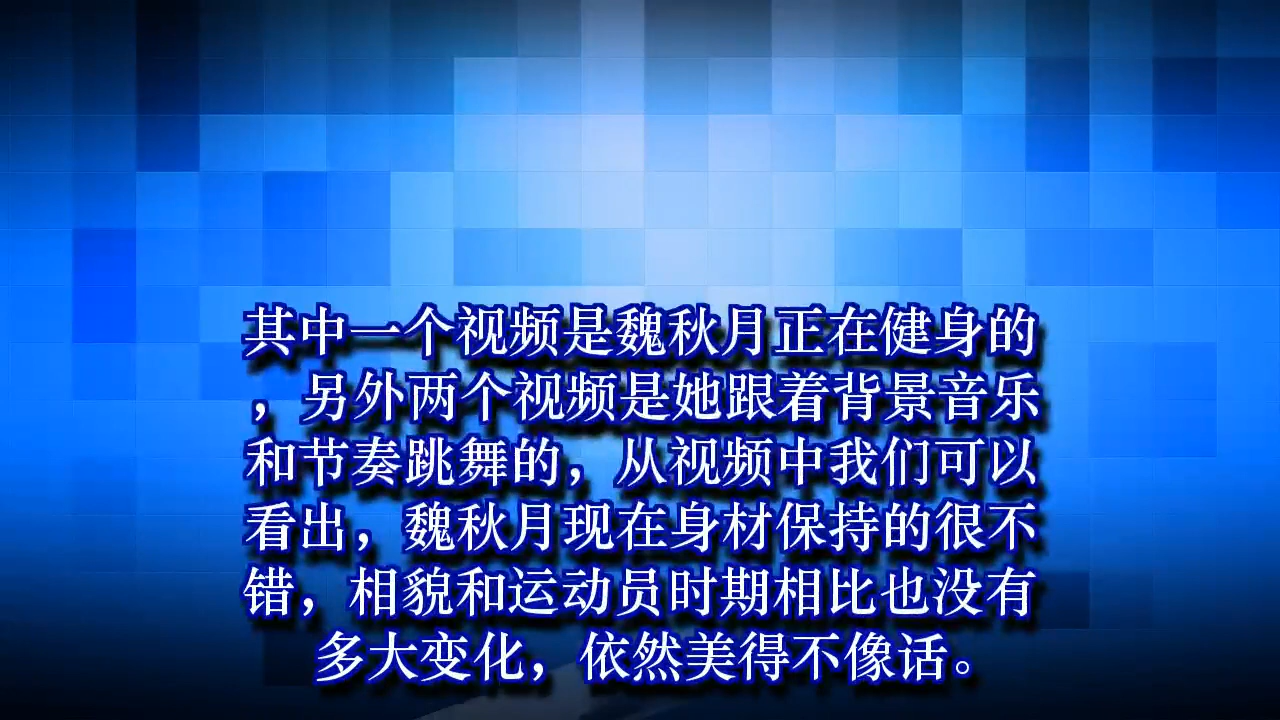 其中一个视频是魏秋月正在健身的
，另外两个视频是她跟着背景音乐
和节奏跳舞的，从视频中我们可以
看出，魏秋月现在身材保持的很不
错，相貌和运动员时期相比也没有
多大变化，依然美得不像话。